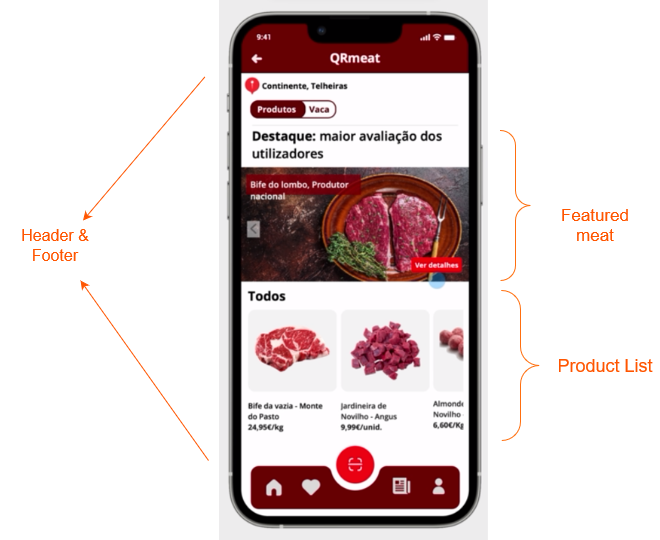 9:41
QRmeat
Continente, Telheiras
Produtos Vaca
Destaque: maior avaliação dos
utilizadores
Bife do lombo, Produtor
nacional
Ver detalhes
Todos
Bife da vazia - Monte
do Pasto
24,95€/kg
Jardineira de
Novilho - Angus
9,99€/unid.
Almond
Novilho -
6,60€/Kg
Header &
Footer
Featured
meat
Product List